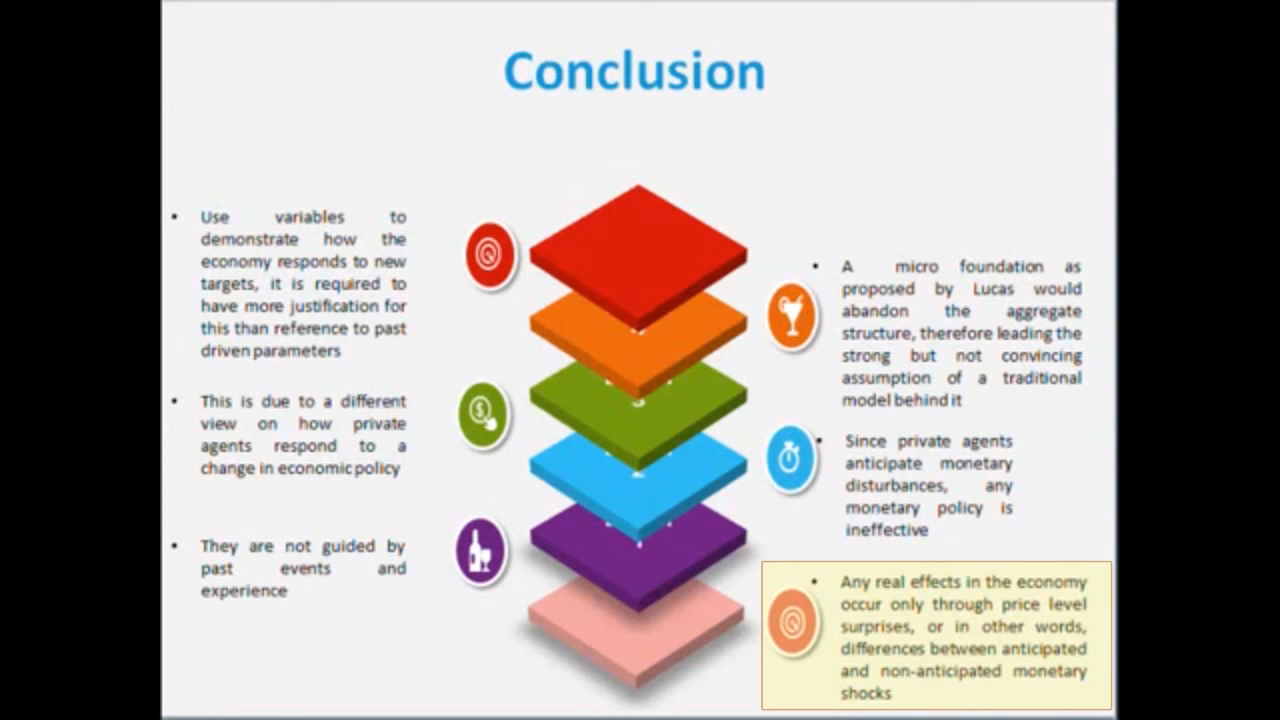 Conclusion
• Use variables to
demonstrate how the
economy responds to new
targets, it is required to
have more justification for
this than reference to past
driven parameters
• This is due to a different
view on how private
agents respond to a
change in economic policy
• They are not guided by
past events and
experience
• A micro foundation as
proposed by Lucas would
abandon the aggregate
structure, therefore leading the
strong but not convincing
assumption of a traditional
model behind it
• Since private agents
anticipate monetary
disturbances, any
monetary policy is
ineffective
• Any real effects in the economy
occur only through price level
surprises, or in other words,
differences between anticipated
and non-anticipated monetary
shocks